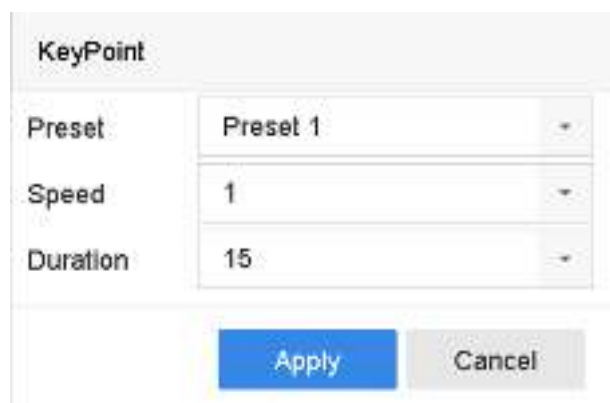 KeyPoint
Preset Preset 1
Speed 1
Duration 15
Apply Cancel